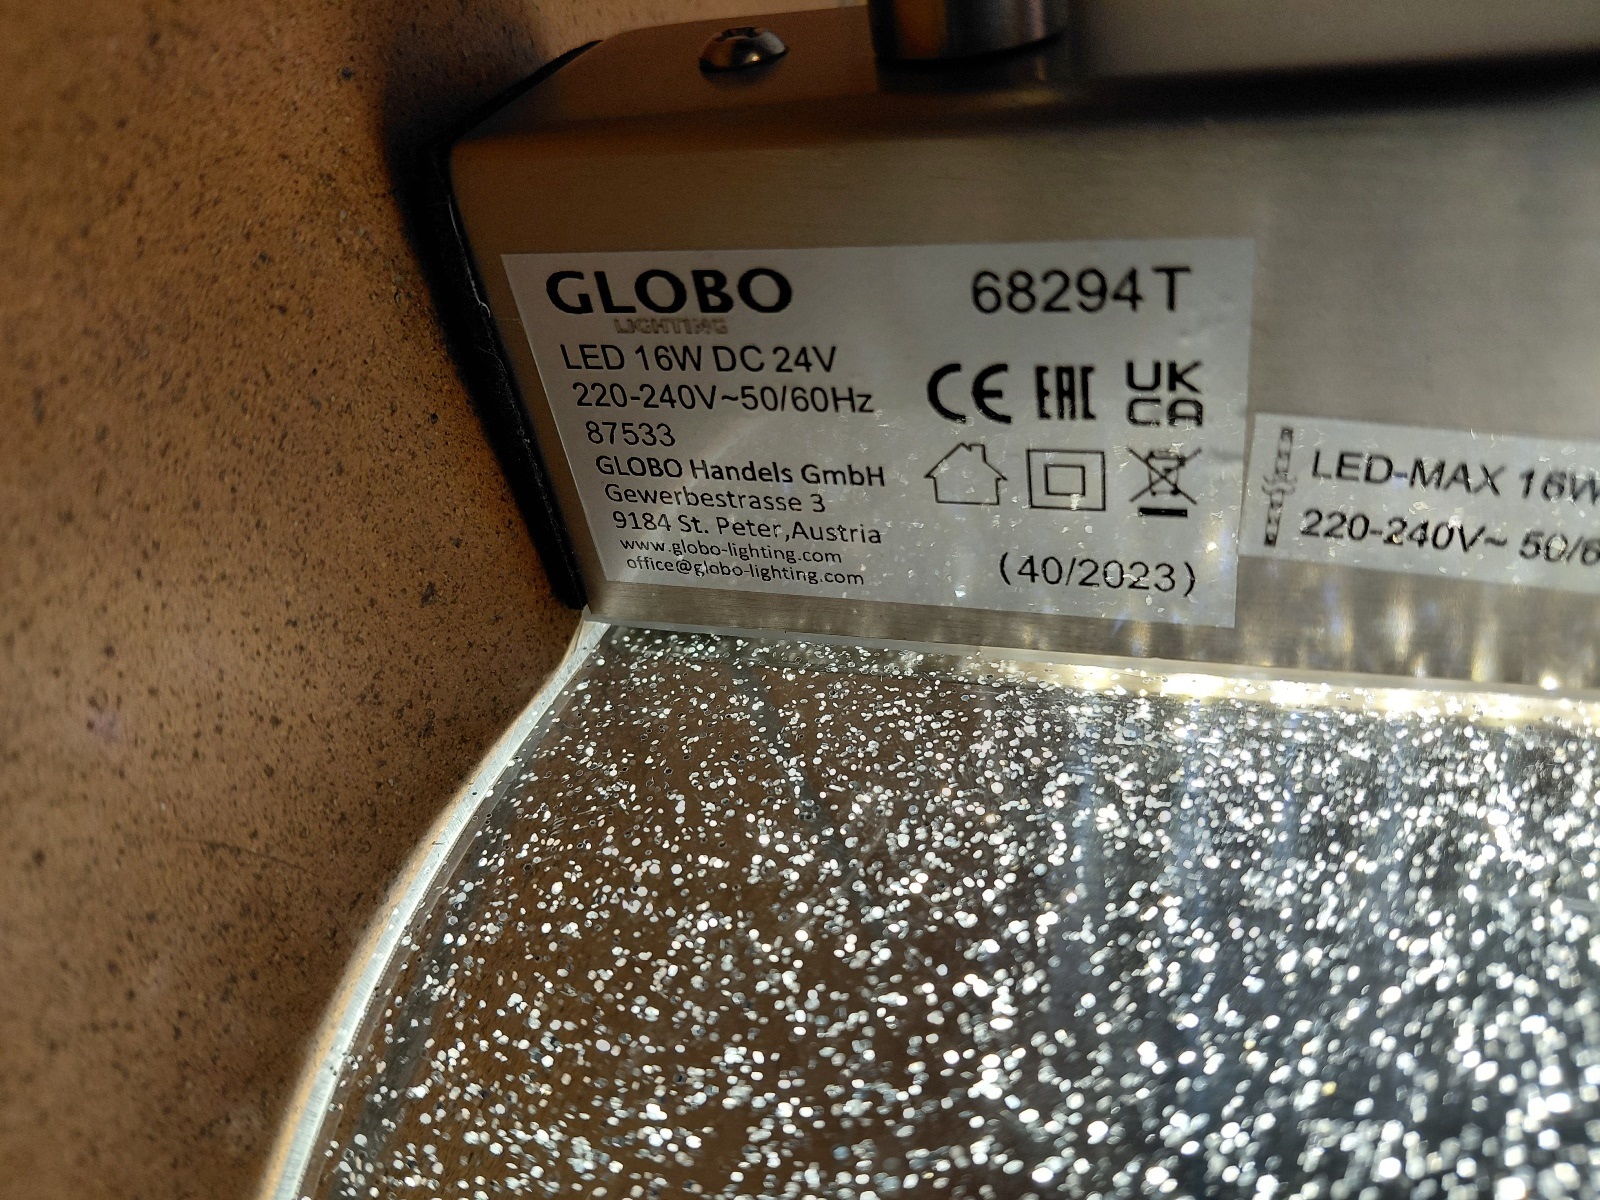 GLOBO
LIGHTING
68294T
LED 16W DC 24V
220-240V~50/60Hz
87533
GLOBO Handels GmbH
Gewerbestrasse 3
9184 St. Peter,Austria
www.globo-lighting.com
office@globo-lighting.com
CE EAC UK
CA
(40/2023)
LED-MAX 16W
220-240V~ 50/6